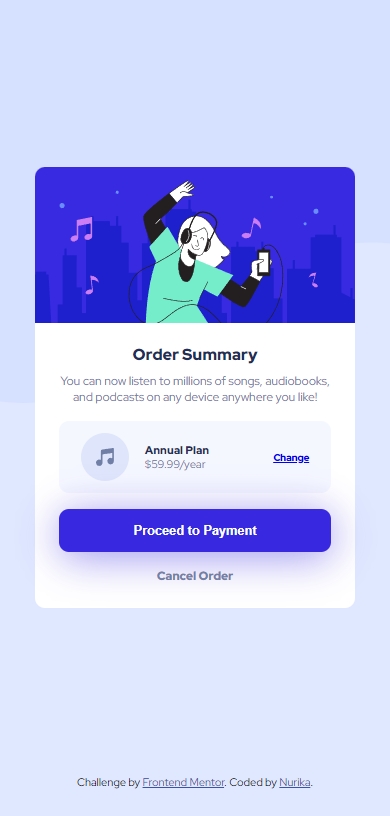 Order Summary
You can now listen to millions of songs, audiobooks,
and podcasts on any device anywhere you like!
Annual Plan
$59.99/year
Change
Proceed to Payment
Cancel Order
Challenge by Frontend Mentor. Coded by Nurika.